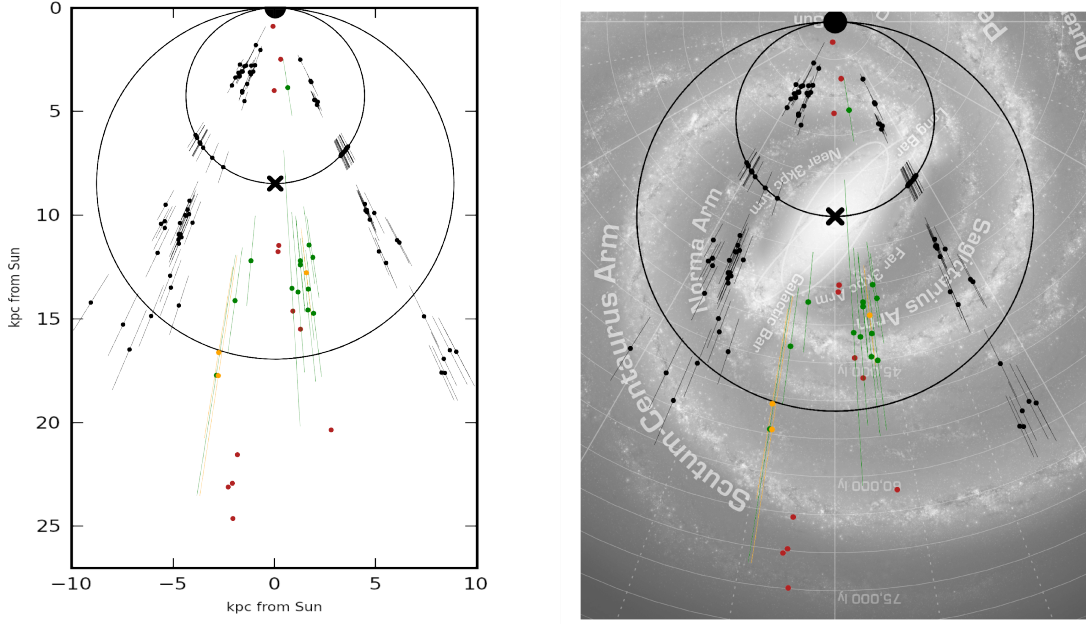 0
5
10
15
20
25
−10
−5
0
5
10
kpc from Sun
kpc from Sun
Sun
Outer
Near 3kpc Arm
Long Bar
Norma Arm
Sagittarius Arm
Far 3kpc Arm
Galactic Bar
Scutum-Centaurus Arm
45,000 ly
60,000 ly
75,000 ly